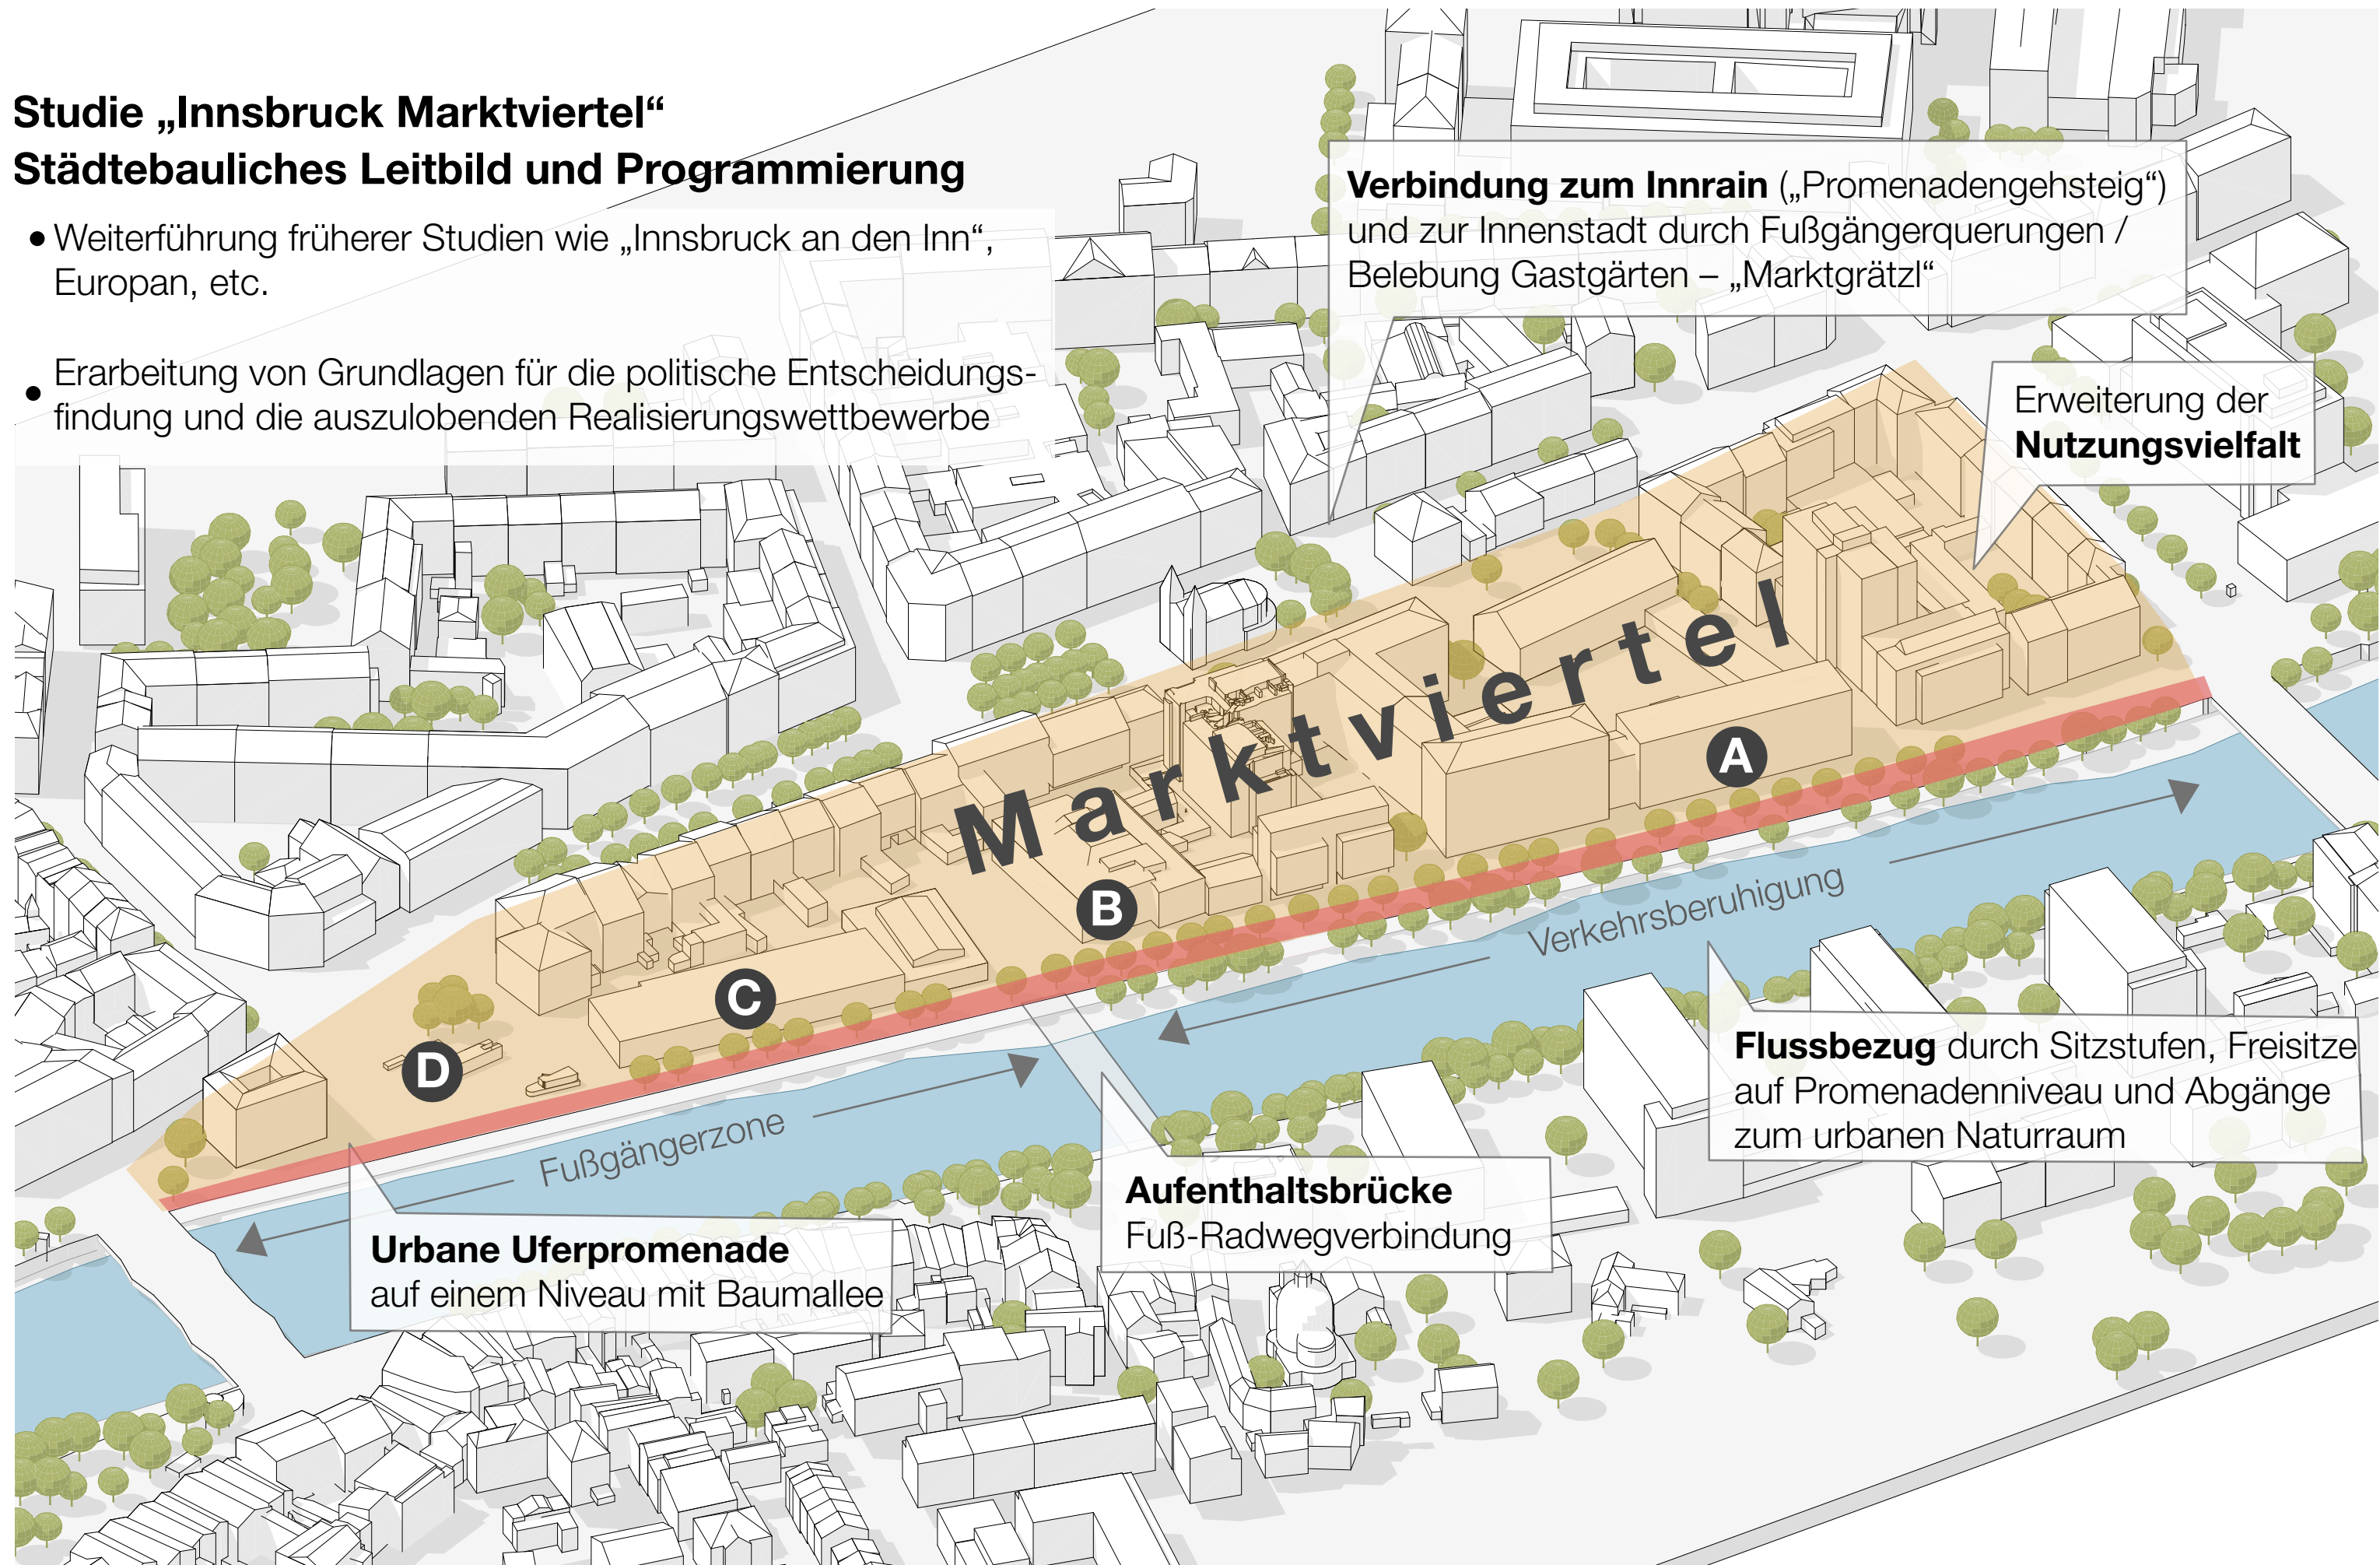 Studie „Innsbruck Marktviertel“
Städtebauliches Leitbild und Programmierung
• Weiterführung früherer Studien wie „Innsbruck an den Inn“,
Europan, etc.
• Erarbeitung von Grundlagen für die politische Entscheidungs-
findung und die auszulobenden Realisierungswettbewerbe
Verbindung zum Innrain („Promenadengehsteig“)
und zur Innenstadt durch Fußgängerquerungen /
Belebung Gastgärten – „Marktgrätzl“
Erweiterung der
Nutzungsvielfalt
Marktviertel
A
B
C
D
Verkehrsberuhigung
Fußgängerzone
Flussbezug durch Sitzstufen, Freisitze
auf Promenadenniveau und Abgänge
zum urbanen Naturraum
Aufenthaltsbrücke
Fuß-Radwegverbindung
Urbane Uferpromenade
auf einem Niveau mit Baumallee